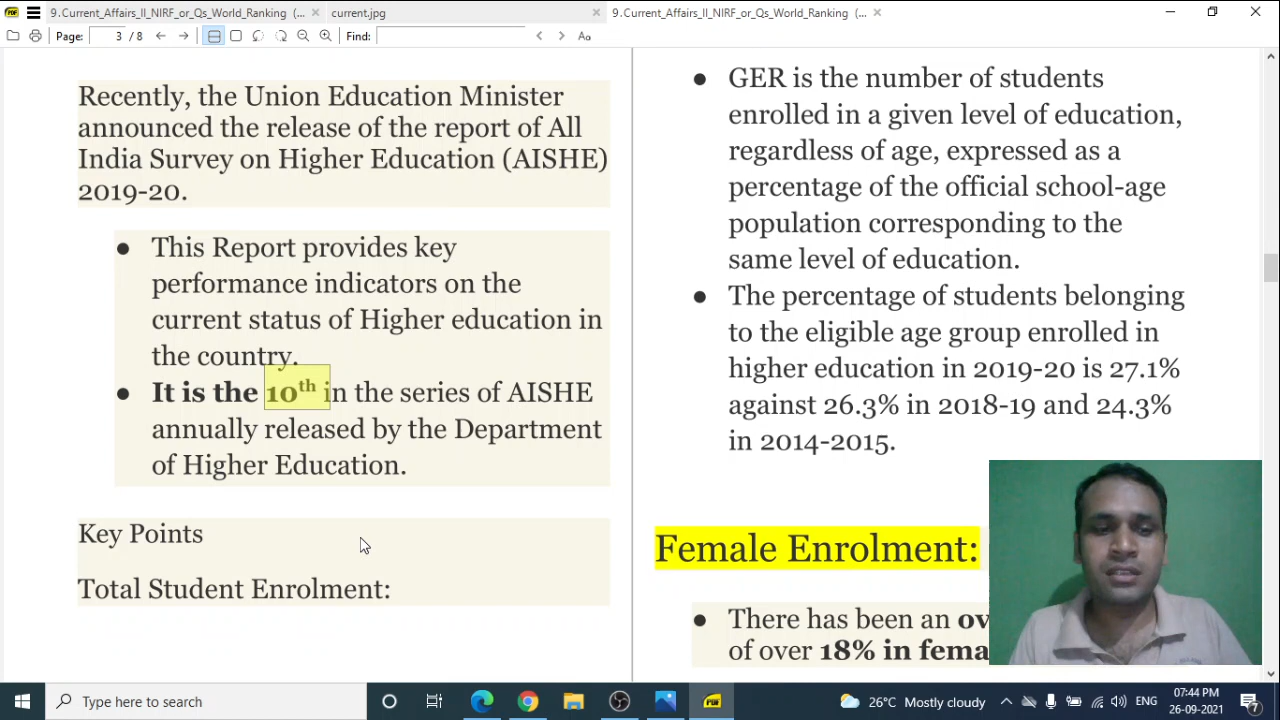 9.Current_Affairs_II_NIRF_or_Qs_World_Ranking (...
current.jpg
9.Current_Affairs_II_NIRF_or_Qs_World_Ranking (...
Page: 3 / 8
Find:
Aa
Recently, the Union Education Minister
announced the release of the report of All
India Survey on Higher Education (AISHE)
2019-20.
● This Report provides key
performance indicators on the
current status of Higher education in
the country.
● It is the 10th in the series of AISHE
annually released by the Department
of Higher Education.
Key Points
Total Student Enrolment:
● GER is the number of students
enrolled in a given level of education,
regardless of age, expressed as a
percentage of the official school-age
population corresponding to the
same level of education.
● The percentage of students belonging
to the eligible age group enrolled in
higher education in 2019-20 is 27.1%
against 26.3% in 2018-19 and 24.3%
in 2014-2015.
Female Enrolment:
● There has been an ov
of over 18% in fema
Type here to search
26°C Mostly cloudy
ENG
07:44 PM
26-09-2021
7